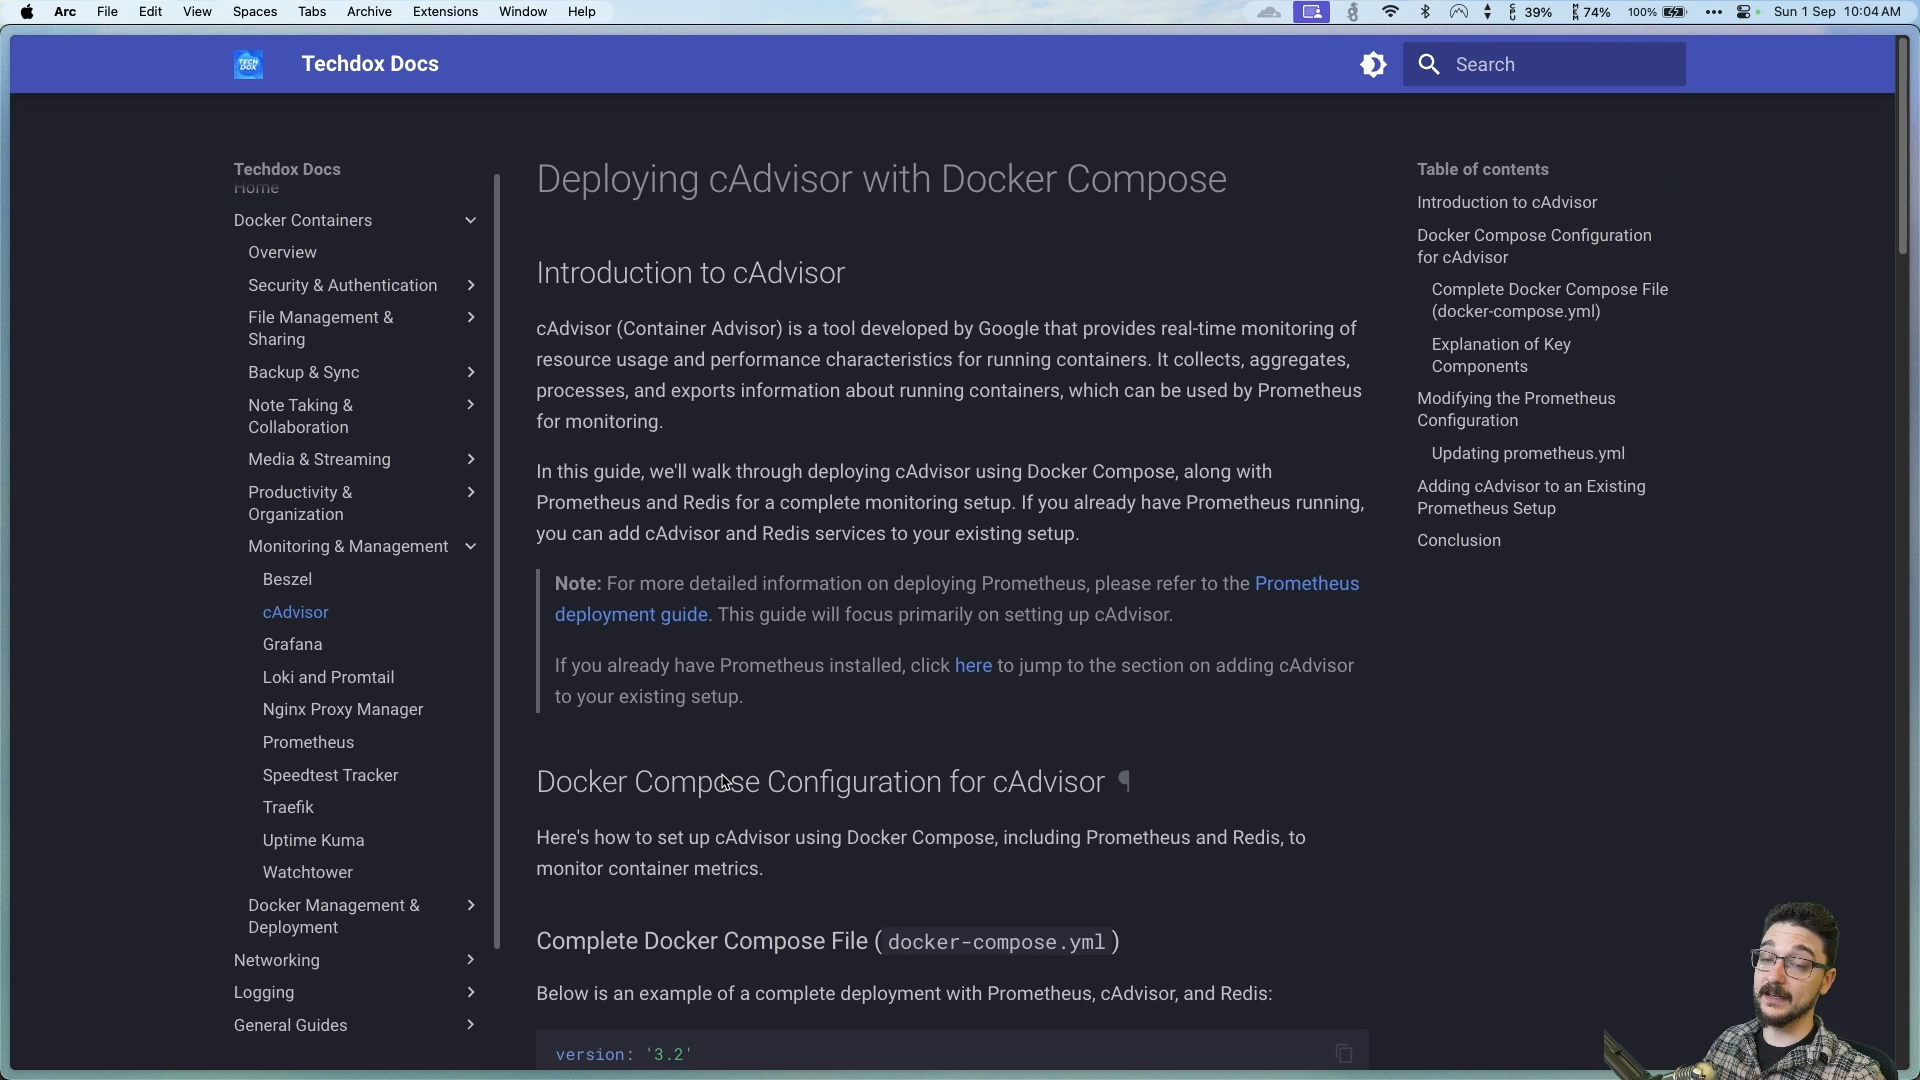 Arc File Edit View Spaces Tabs Archive Extensions Window Help 39% 74% 100% Sun 1 Sep 10:04 AM
TECH DOX
Techdox Docs
Search
Techdox Docs
Home
Docker Containers
Overview
Security & Authentication
File Management &
Sharing
Backup & Sync
Note Taking &
Collaboration
Media & Streaming
Productivity &
Organization
Monitoring & Management
Beszel
cAdvisor
Grafana
Loki and Promtail
Nginx Proxy Manager
Prometheus
Speedtest Tracker
Traefik
Uptime Kuma
Watchtower
Docker Management &
Deployment
Networking
Logging
General Guides
Deploying cAdvisor with Docker Compose
Introduction to cAdvisor
cAdvisor (Container Advisor) is a tool developed by Google that provides real-time monitoring of
resource usage and performance characteristics for running containers. It collects, aggregates,
processes, and exports information about running containers, which can be used by Prometheus
for monitoring.
In this guide, we'll walk through deploying cAdvisor using Docker Compose, along with
Prometheus and Redis for a complete monitoring setup. If you already have Prometheus running,
you can add cAdvisor and Redis services to your existing setup.
Note: For more detailed information on deploying Prometheus, please refer to the Prometheus
deployment guide. This guide will focus primarily on setting up cAdvisor.
If you already have Prometheus installed, click here to jump to the section on adding cAdvisor
to your existing setup.
Docker Compose Configuration for cAdvisor ¶
Here's how to set up cAdvisor using Docker Compose, including Prometheus and Redis, to
monitor container metrics.
Complete Docker Compose File ( docker-compose.yml )
Below is an example of a complete deployment with Prometheus, cAdvisor, and Redis:
version: '3.2'
Table of contents
Introduction to cAdvisor
Docker Compose Configuration
for cAdvisor
Complete Docker Compose File
(docker-compose.yml)
Explanation of Key
Components
Modifying the Prometheus
Configuration
Updating prometheus.yml
Adding cAdvisor to an Existing
Prometheus Setup
Conclusion